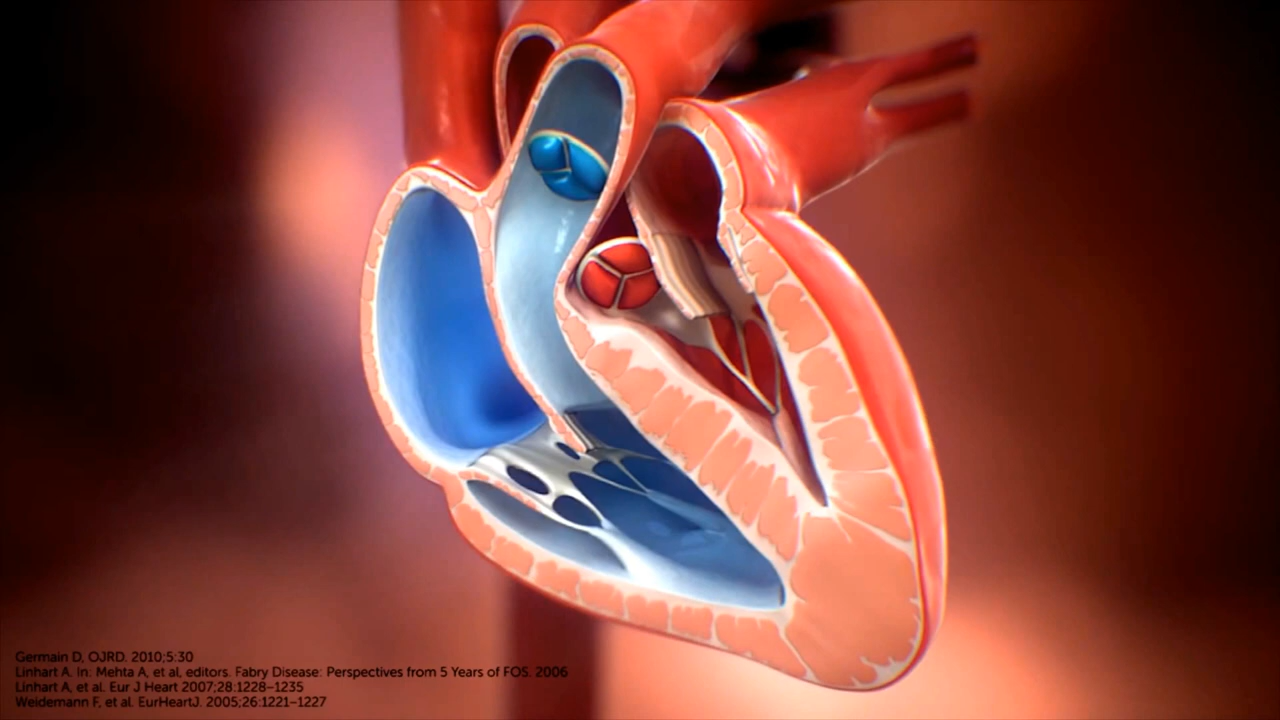 Germain D, OJRD. 2010;5:30
Linhart A. In: Mehta A, et al, editors. Fabry Disease: Perspectives from 5 Years of FOS. 2006
Linhart A, et al. Eur J Heart 2007;28:1228–1235
Weidemann F, et al. EurHeartJ. 2005;26:1221–1227